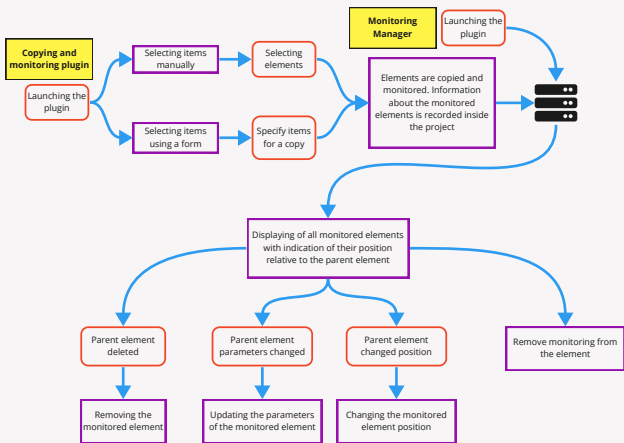 Copying and
monitoring plugin
Launching the
plugin
Selecting items
manually
Selecting
elements
Selecting items
using a form
Specify items
for a copy
Monitoring
Manager
Launching the
plugin
Elements are copied and
monitored. Information
about the monitored
elements is recorded inside
the project
Displaying of all monitored elements
with indication of their position
relative to the parent element
Parent element
deleted
Parent element
parameters changed
Parent element
changed position
Remove monitoring from
the element
Removing the
monitored element
Updating the parameters
of the monitored element
Changing the monitored
element position